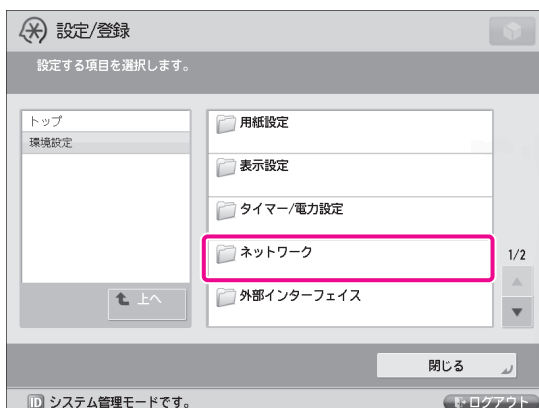 設定/登録
設定する項目を選択します。
トップ
環境設定
上へ
用紙設定
表示設定
タイマー/電力設定
ネットワーク
外部インターフェイス
1/2
閉じる
ID システム管理モードです。
ログアウト